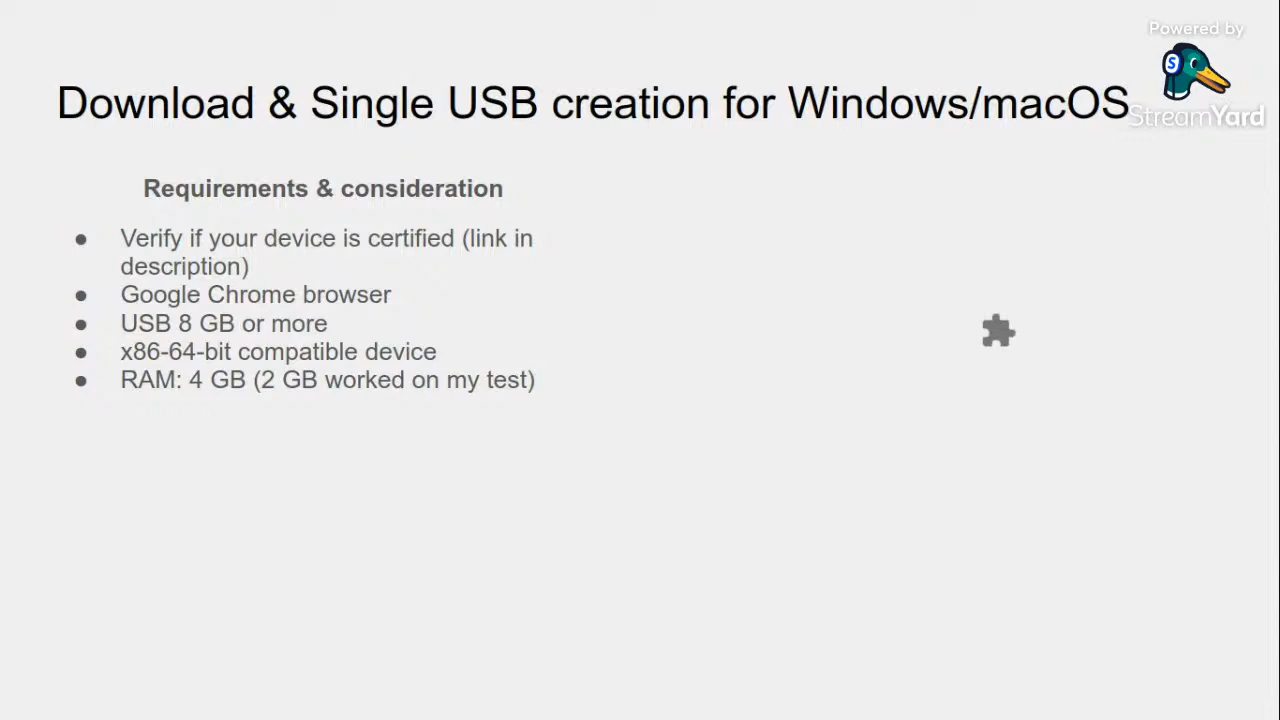 Powered by
S
StreamYard
Download & Single USB creation for Windows/macOS
Requirements & consideration
● Verify if your device is certified (link in
description)
● Google Chrome browser
● USB 8 GB or more
● x86-64-bit compatible device
● RAM: 4 GB (2 GB worked on my test)